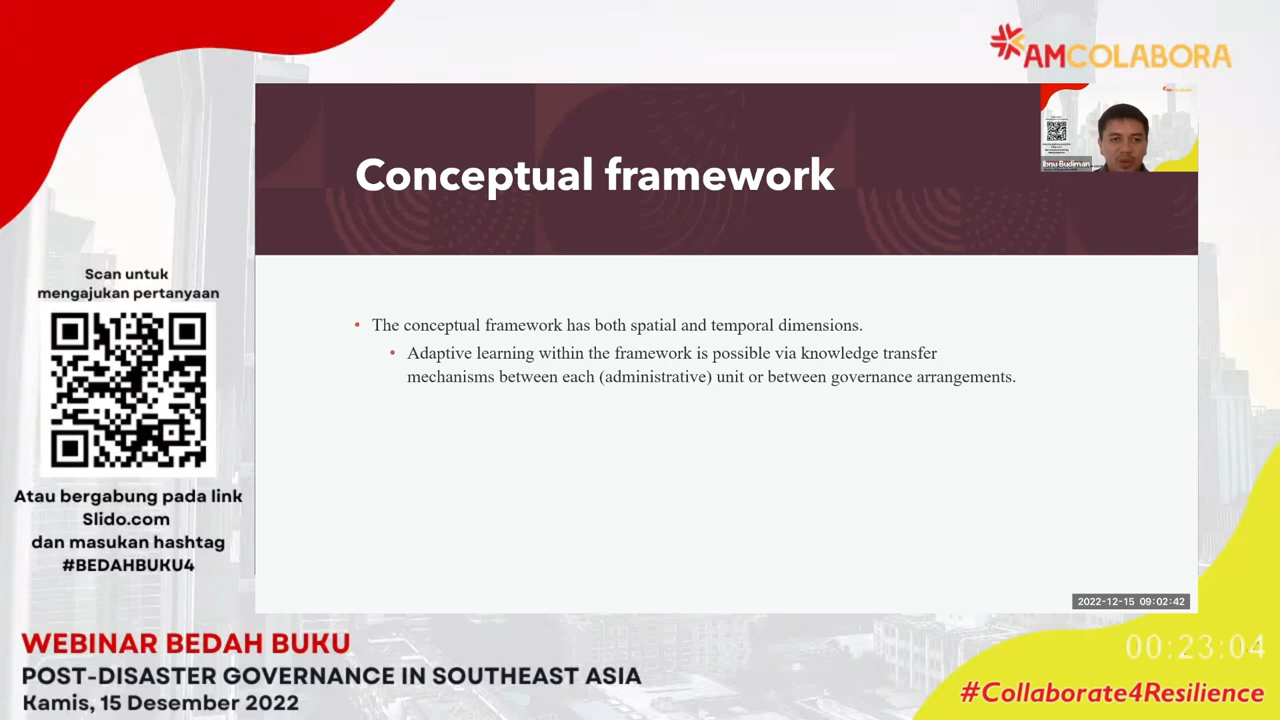 AMCOLABORA
Conceptual framework
Ibnu Budiman
• The conceptual framework has both spatial and temporal dimensions.
• Adaptive learning within the framework is possible via knowledge transfer
mechanisms between each (administrative) unit or between governance arrangements.
Scan untuk
mengajukan pertanyaan
Atau bergabung pada link
Slido.com
dan masukan hashtag
#BEDAHBUKU4
2022-12-15 09:02:42
WEBINAR BEDAH BUKU
POST-DISASTER GOVERNANCE IN SOUTHEAST ASIA
Kamis, 15 Desember 2022
00:23:04
#Collaborate4Resilience